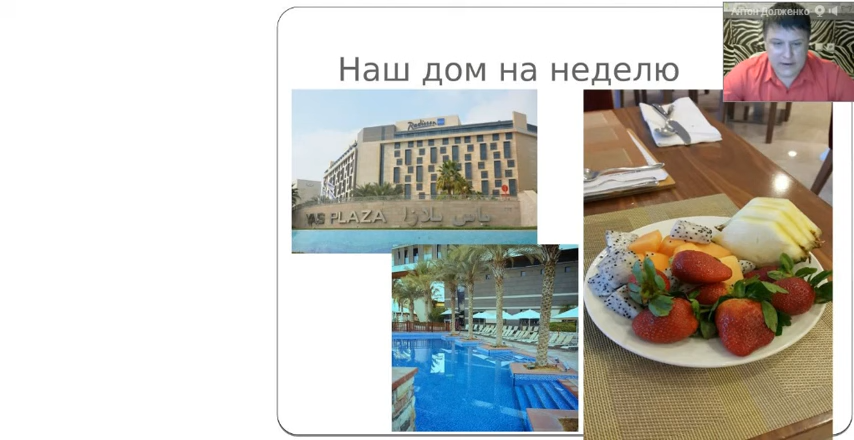 Антон Долженко
Наш дом на неделю
Radisson
YAS PLAZA ياس بلازا